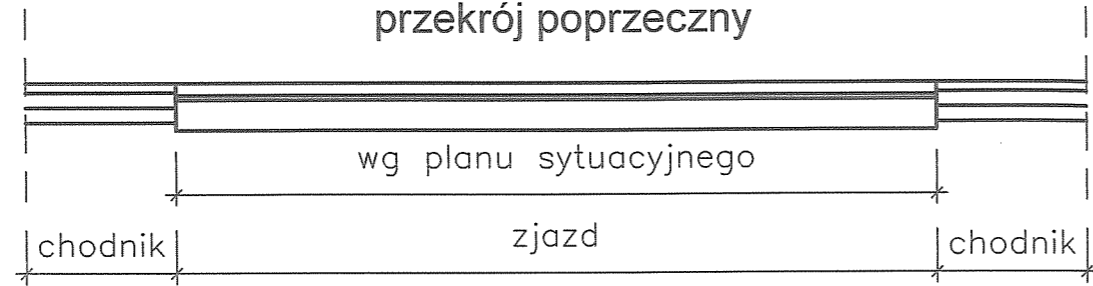 przekrój poprzeczny
wg planu sytuacyjnego
chodnik zjazd chodnik